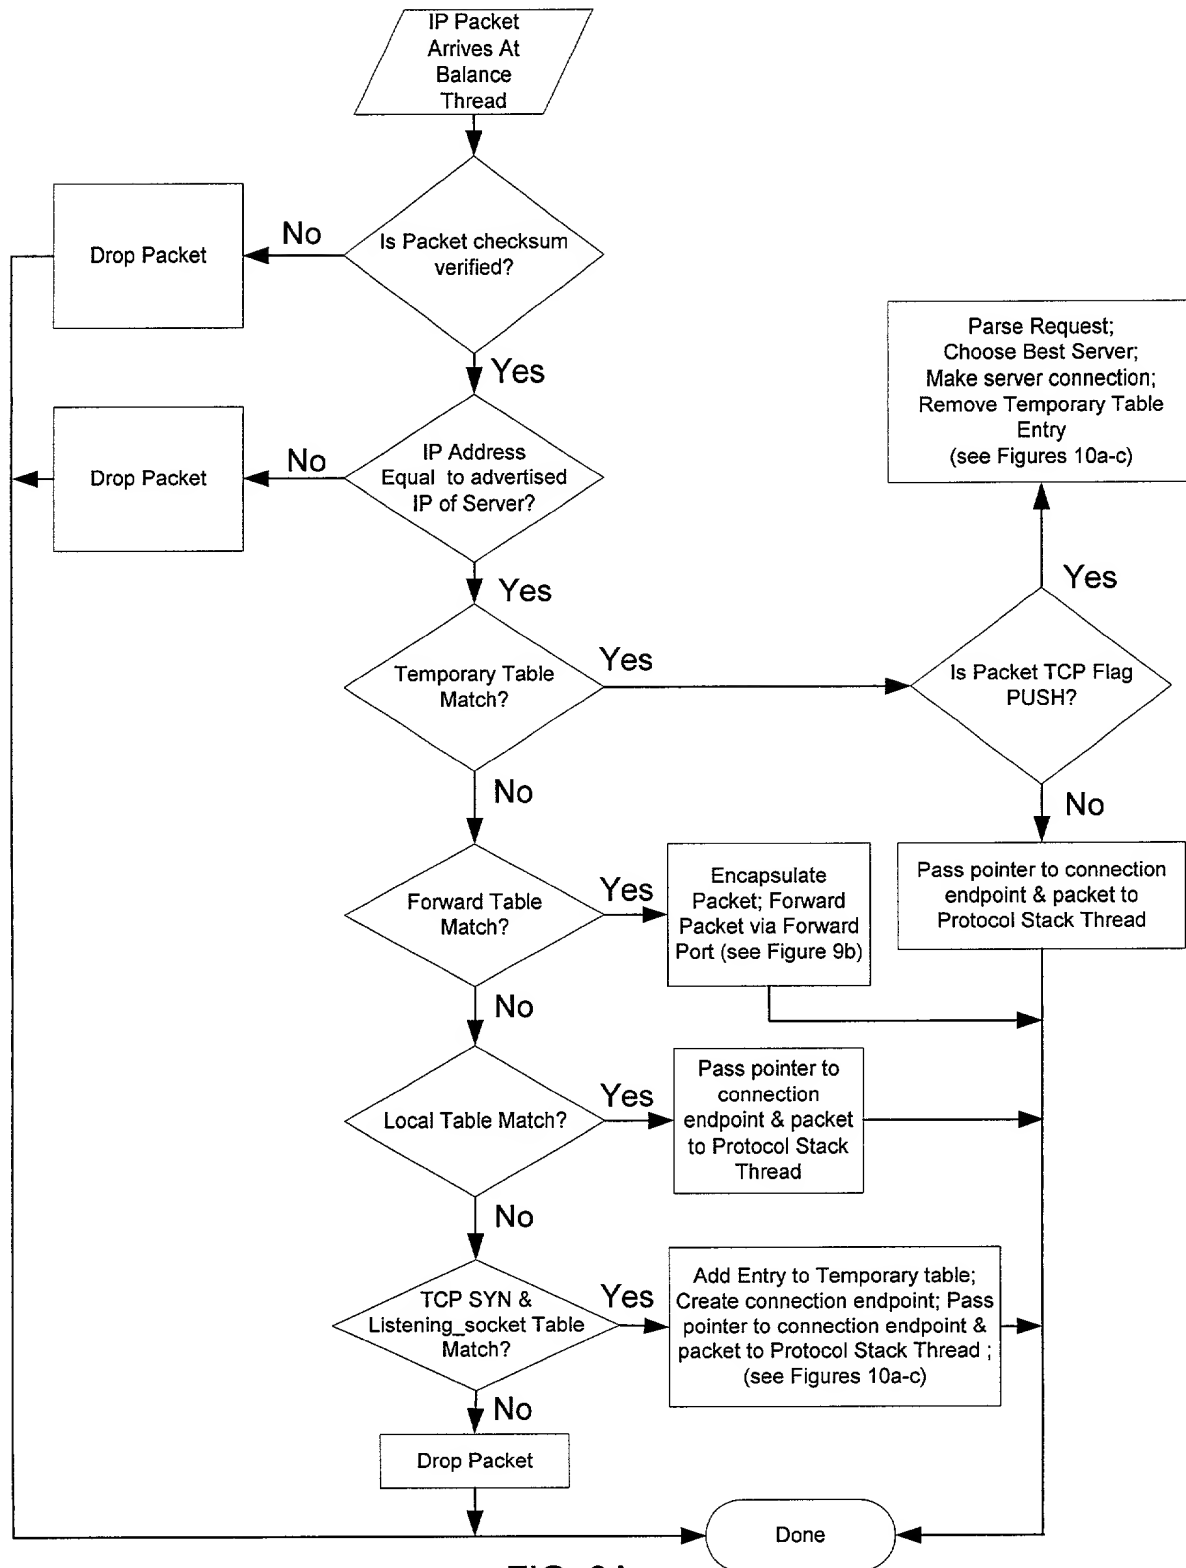 IP Packet
Arrives At
Balance
Thread
Is Packet checksum
verified?
No
Drop Packet
Yes
IP Address
Equal to advertised
IP of Server?
No
Drop Packet
Yes
Temporary Table
Match?
Yes
Is Packet TCP Flag
PUSH?
Yes
Parse Request;
Choose Best Server;
Make server connection;
Remove Temporary Table
Entry
(see Figures 10a-c)
No
Pass pointer to connection
endpoint & packet to
Protocol Stack Thread
No
Forward Table
Match?
Yes
Encapsulate
Packet; Forward
Packet via Forward
Port (see Figure 9b)
No
Local Table Match?
Yes
Pass pointer to
connection
endpoint & packet
to Protocol Stack
Thread
No
TCP SYN &
Listening_socket Table
Match?
Yes
Add Entry to Temporary table;
Create connection endpoint; Pass
pointer to connection endpoint &
packet to Protocol Stack Thread ;
(see Figures 10a-c)
No
Drop Packet
Done